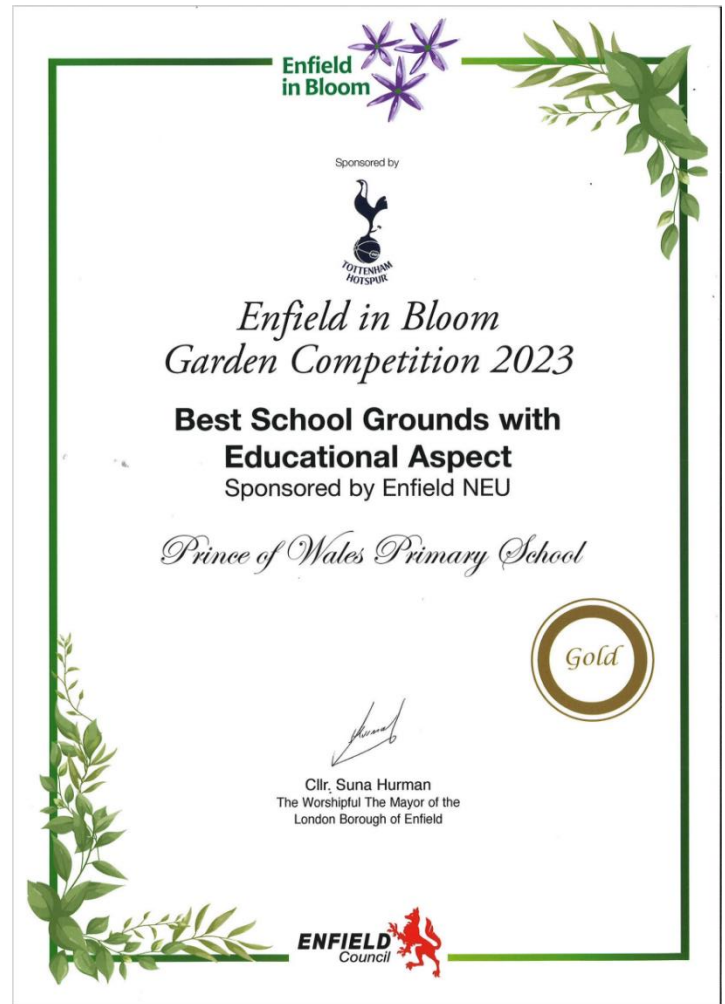 Enfield
in Bloom
Sponsored by
TOTTENHAM
HOTSPUR
Enfield in Bloom
Garden Competition 2023
Best School Grounds with
Educational Aspect
Sponsored by Enfield NEU
Prince of Wales Primary School
Gold
Cllr. Suna Hurman
The Worshipful The Mayor of the
London Borough of Enfield
ENFIELD
Council